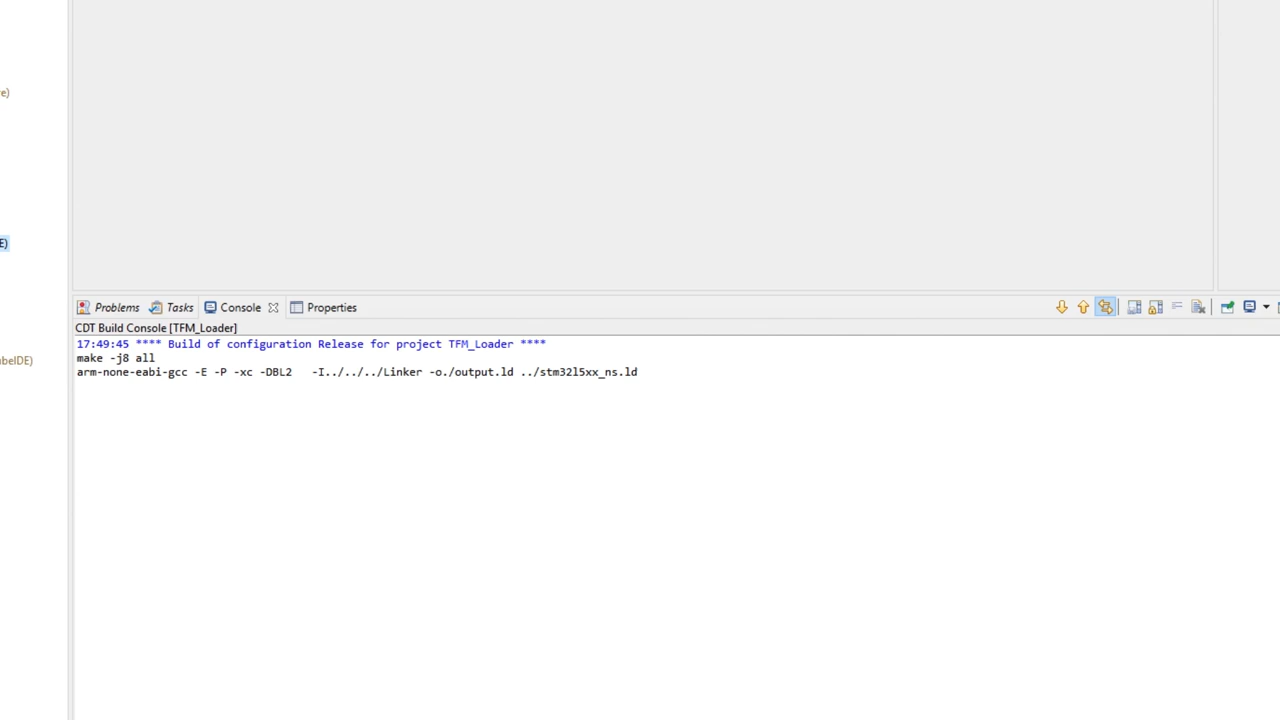 e)
E)
ubeIDE)
Problems Tasks Console Properties
CDT Build Console [TFM_Loader]
17:49:45 **** Build of configuration Release for project TFM_Loader ****
make -j8 all
arm-none-eabi-gcc -E -P -xc -DBL2   -I../../../Linker -o./output.ld ../stm32l5xx_ns.ld